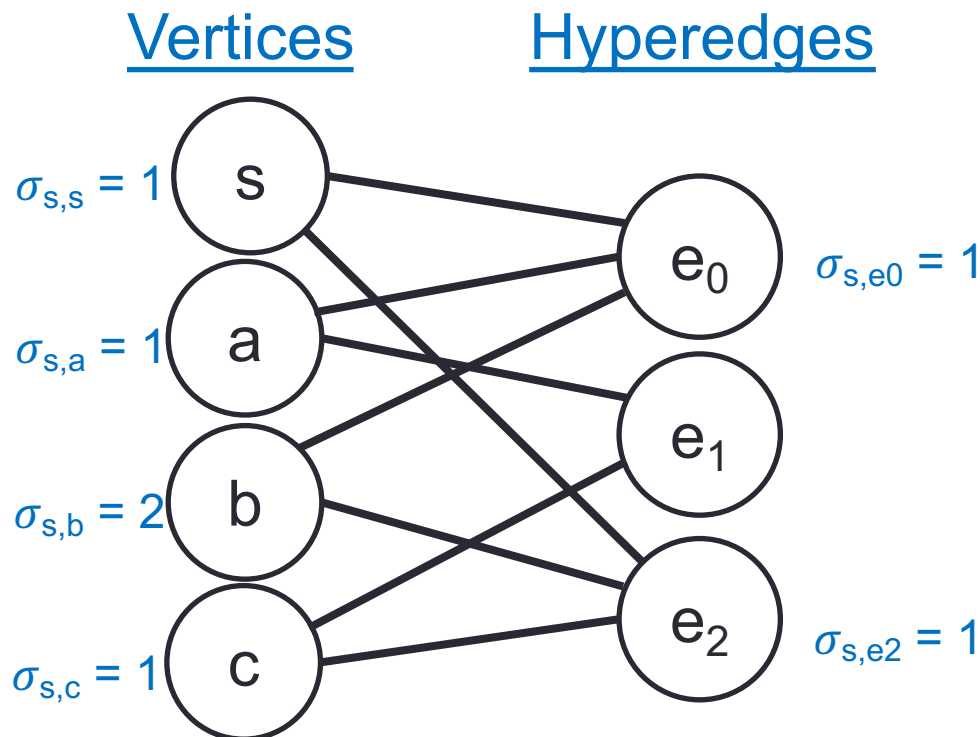 Vertices Hyperedges
s
σs,s = 1
e0
σs,e0 = 1
a
σs,a = 1
e1
b
σs,b = 2
e2
σs,e2 = 1
c
σs,c = 1